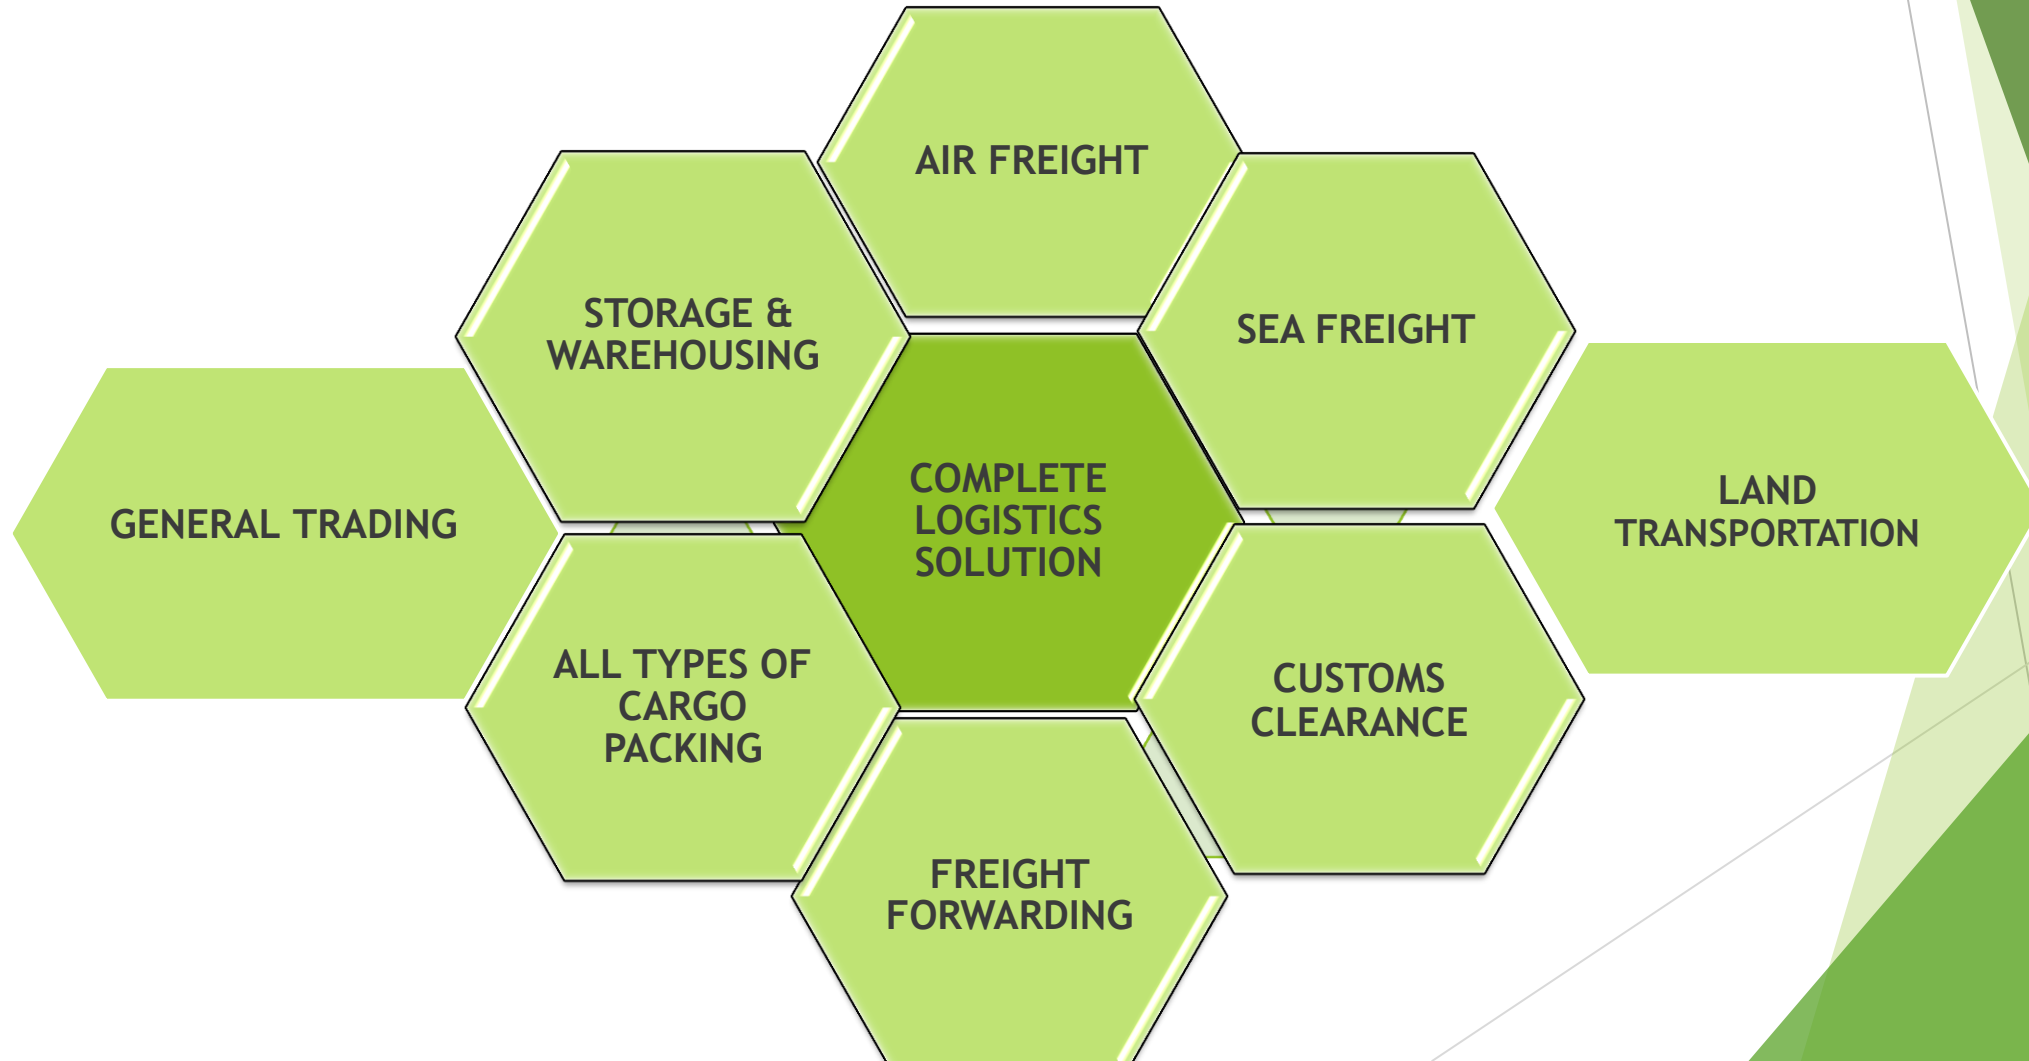 AIR FREIGHT
STORAGE &
WAREHOUSING
SEA FREIGHT
GENERAL TRADING
COMPLETE
LOGISTICS
SOLUTION
LAND
TRANSPORTATION
ALL TYPES OF
CARGO
PACKING
CUSTOMS
CLEARANCE
FREIGHT
FORWARDING